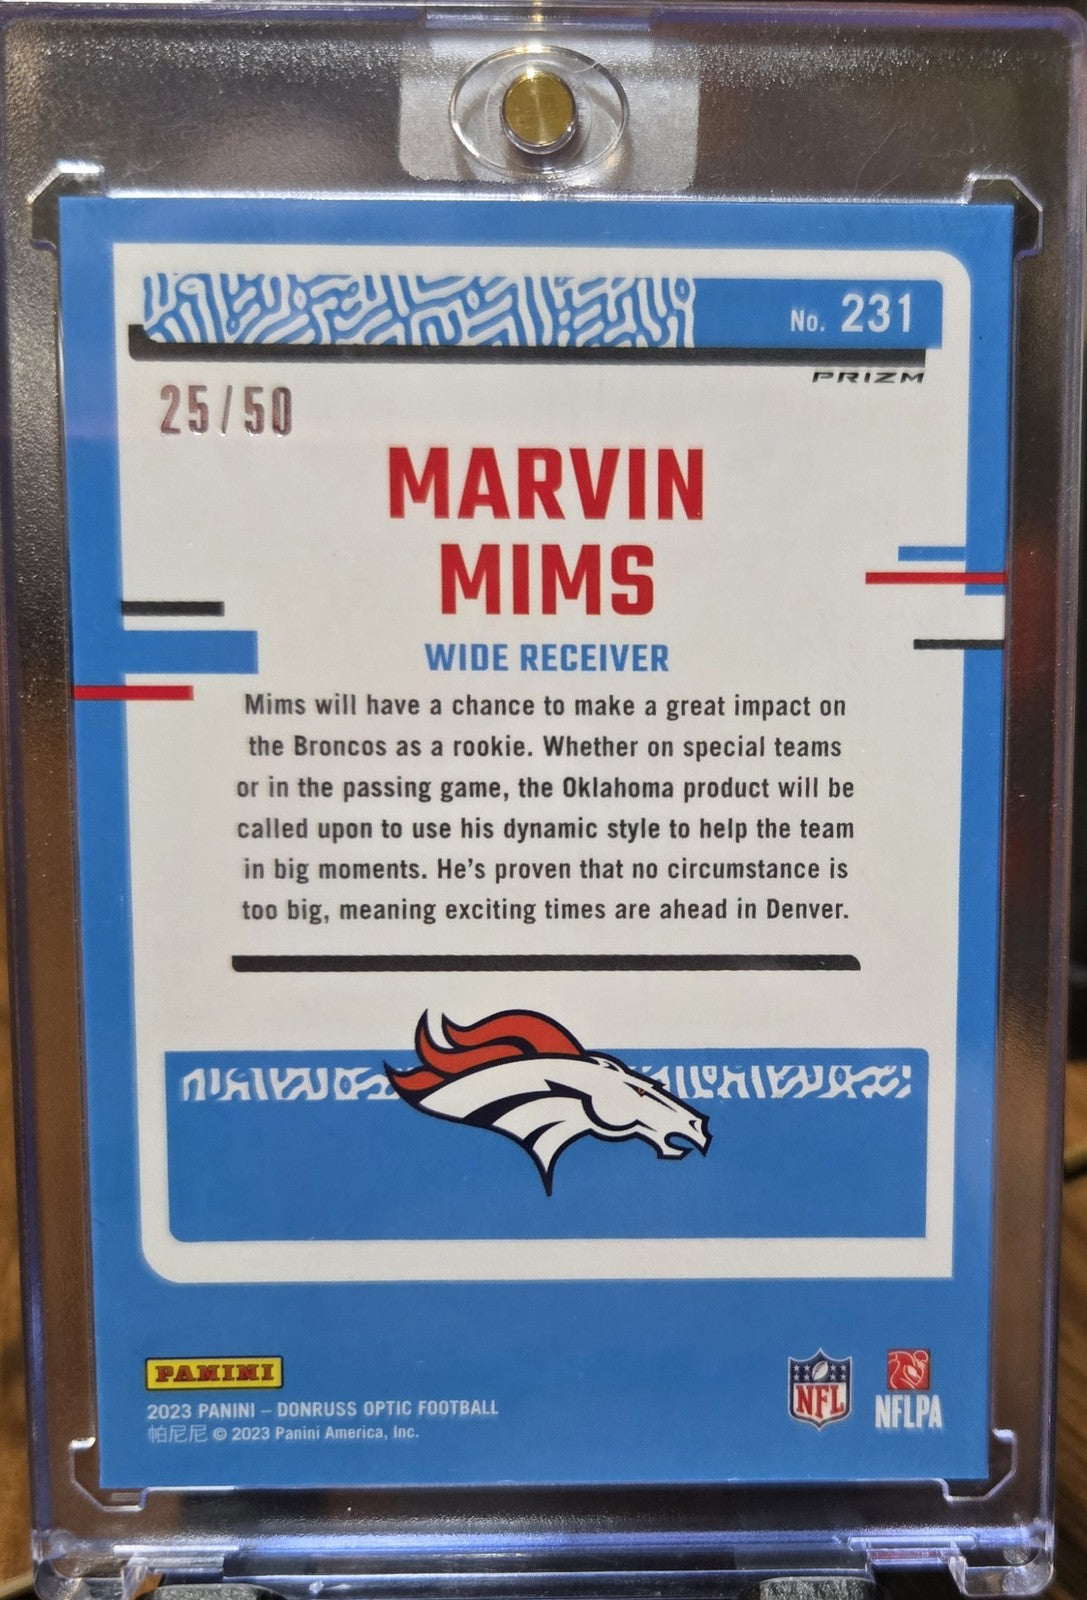 No. 231
PRIZM
25/50
MARVIN
MIMS
WIDE RECEIVER
Mims will have a chance to make a great impact on
the Broncos as a rookie. Whether on special teams
or in the passing game, the Oklahoma product will be
called upon to use his dynamic style to help the team
in big moments. He's proven that no circumstance is
too big, meaning exciting times are ahead in Denver.
PANINI
2023 PANINI – DONRUSS OPTIC FOOTBALL
帕尼尼 © 2023 Panini America, Inc.
NFL
NFLPA